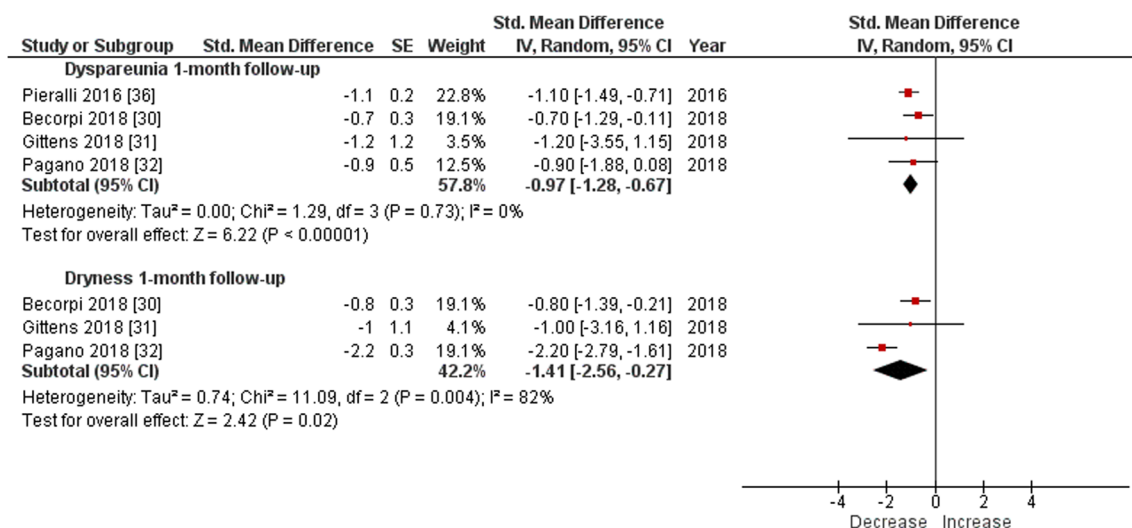 Std. Mean Difference Std. Mean Difference
Study or Subgroup Std. Mean Difference SE Weight IV, Random, 95% CI Year IV, Random, 95% CI
Dyspareunia 1-month follow-up
Pieralli 2016 [36] -1.1 0.2 22.8% -1.10 [-1.49, -0.71] 2016
Becorpi 2018 [30] -0.7 0.3 19.1% -0.70 [-1.29, -0.11] 2018
Gittens 2018 [31] -1.2 1.2 3.5% -1.20 [-3.55, 1.15] 2018
Pagano 2018 [32] -0.9 0.5 12.5% -0.90 [-1.88, 0.08] 2018
Subtotal (95% CI) 57.8% -0.97 [-1.28, -0.67]
Heterogeneity: Tau² = 0.00; Chi² = 1.29, df = 3 (P = 0.73); I² = 0%
Test for overall effect: Z = 6.22 (P < 0.00001)
Dryness 1-month follow-up
Becorpi 2018 [30] -0.8 0.3 19.1% -0.80 [-1.39, -0.21] 2018
Gittens 2018 [31] -1 1.1 4.1% -1.00 [-3.16, 1.16] 2018
Pagano 2018 [32] -2.2 0.3 19.1% -2.20 [-2.79, -1.61] 2018
Subtotal (95% CI) 42.2% -1.41 [-2.56, -0.27]
Heterogeneity: Tau² = 0.74; Chi² = 11.09, df = 2 (P = 0.004); I² = 82%
Test for overall effect: Z = 2.42 (P = 0.02)
-4 -2 0 2 4
Decrease Increase